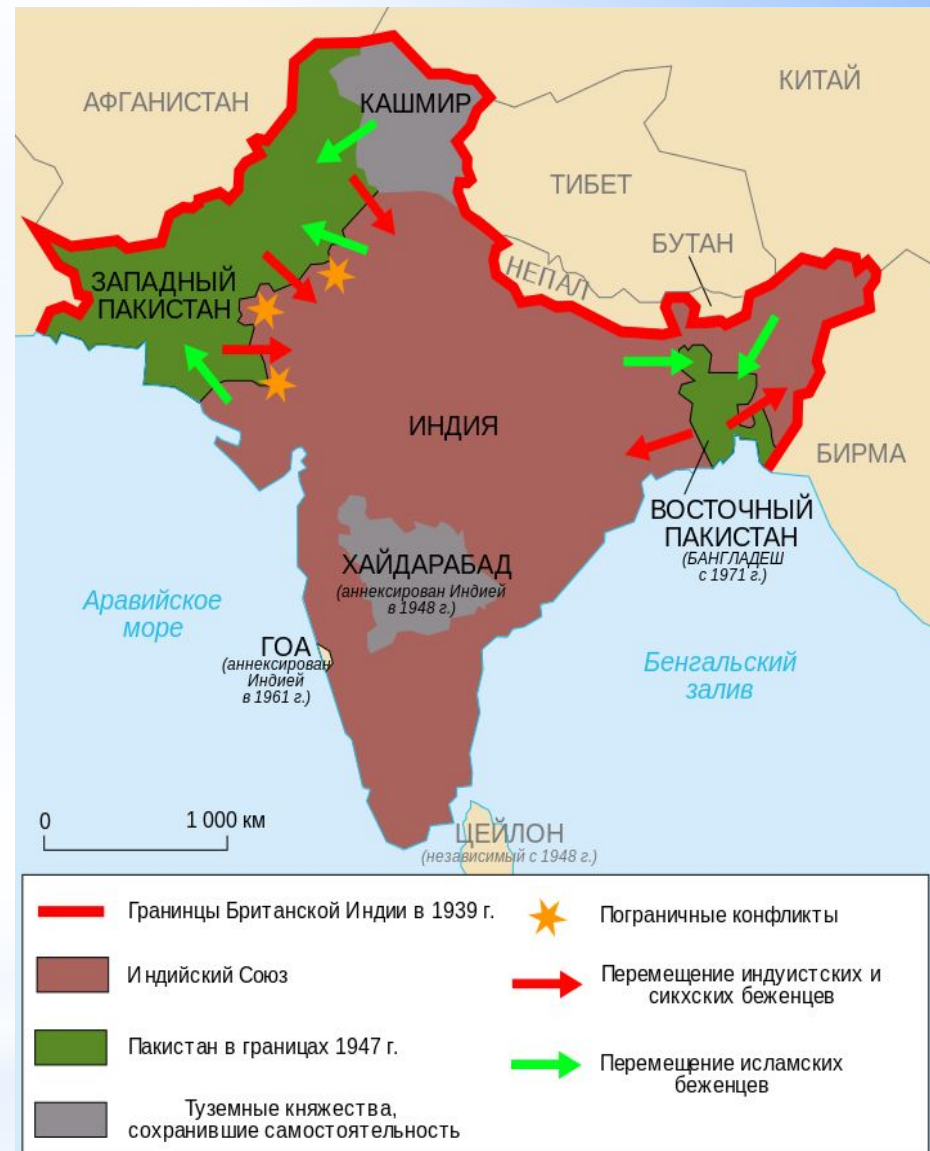 АФГАНИСТАН
КАШМИР
КИТАЙ
ТИБЕТ
БУТАН
НЕПАЛ
ЗАПАДНЫЙ
ПАКИСТАН
ИНДИЯ
БИРМА
ВОСТОЧНЫЙ
ПАКИСТАН
(БАНГЛАДЕШ
с 1971 г.)
ХАЙДАРАБАД
(аннексирован Индией
в 1948 г.)
Аравийское
море
ГОА
(аннексирован
Индией
в 1961 г.)
Бенгальский
залив
0 1 000 км
ЦЕЙЛОН
(независимый с 1948 г.)
Гранинцы Британской Индии в 1939 г.
Индийский Союз
Пакистан в границах 1947 г.
Туземные княжества,
сохранившие самостоятельность
Пограничные конфликты
Перемещение индуистских и
сикхских беженцев
Перемещение исламских
беженцев